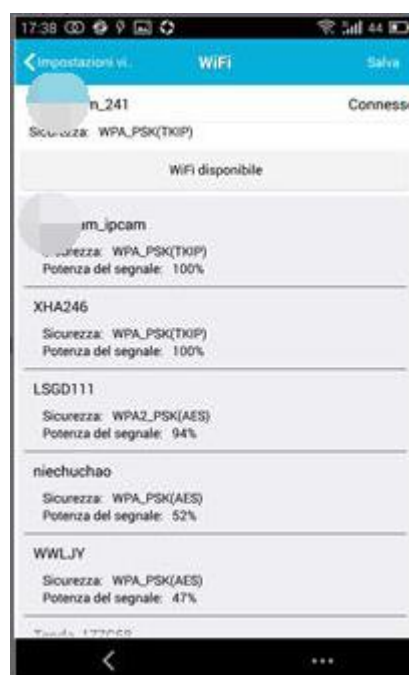 17:38 44
Impostazioni vi.. WiFi Salva
_241 Connesso
WPA_PSK(TKIP)
WiFi disponibile
_ipcam
WPA_PSK(TKIP)
Potenza del segnale: 100%
XHA246
Sicurezza: WPA_PSK(TKIP)
Potenza del segnale: 100%
LSGD111
Sicurezza: WPA2_PSK(AES)
Potenza del segnale: 94%
niechuchao
Sicurezza: WPA_PSK(AES)
Potenza del segnale: 52%
WWLJY
Sicurezza: WPA_PSK(AES)
Potenza del segnale: 47%